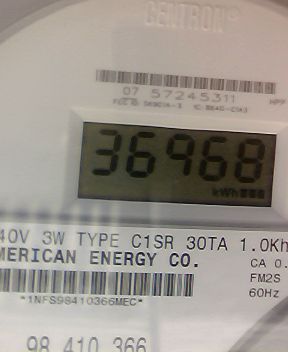 CENTRON®
07 57245311
36968
kWh
40V 3W TYPE C1SR 30TA 1.0Kh
MERICAN ENERGY CO.
CA 0.
FM2S
60Hz
*1NFS98410366MEC*
98 410 366